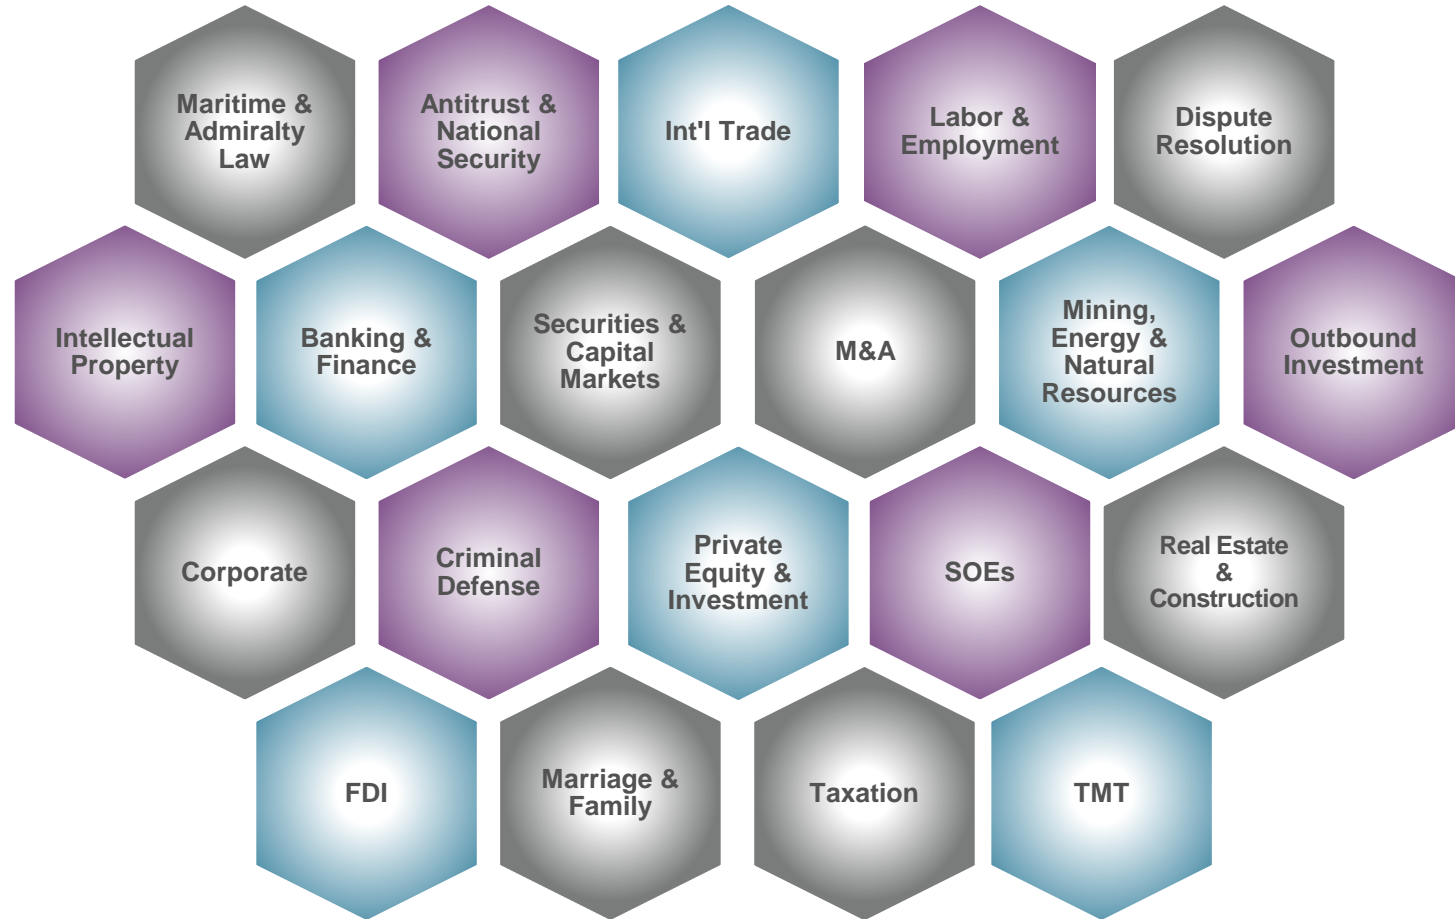 Maritime &
Admiralty
Law
Antitrust &
National
Security
Int'l Trade
Labor &
Employment
Dispute
Resolution
Intellectual
Property
Banking &
Finance
Securities &
Capital
Markets
M&A
Mining,
Energy &
Natural
Resources
Outbound
Investment
Corporate
Criminal
Defense
Private
Equity &
Investment
SOEs
Real Estate
&
Construction
FDI
Marriage &
Family
Taxation
TMT